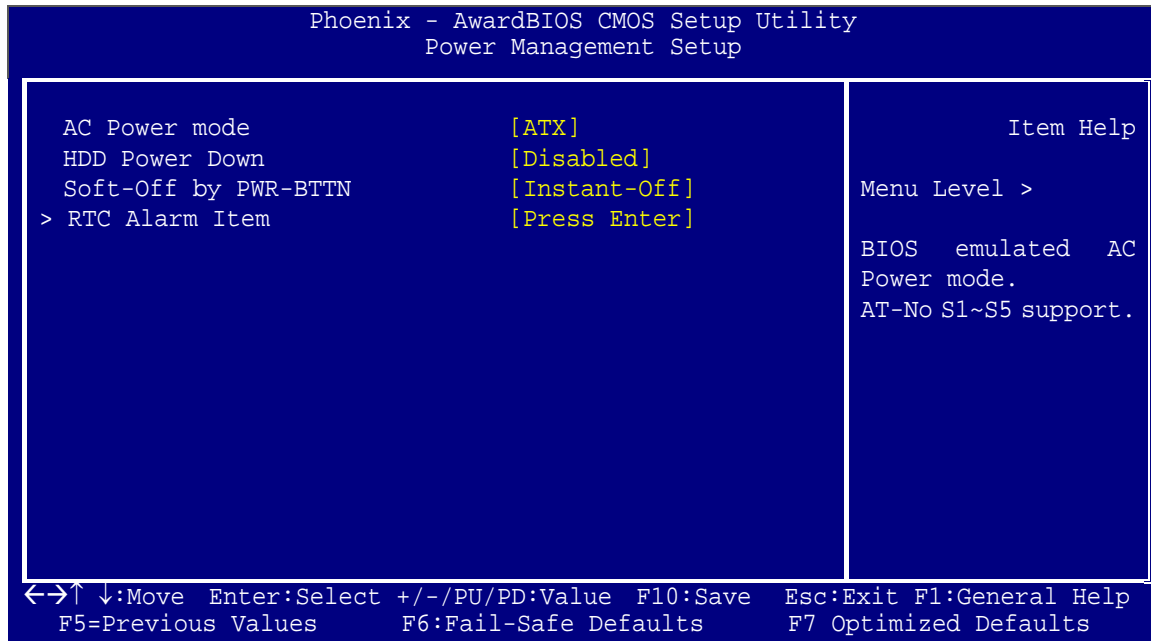 Phoenix - AwardBIOS CMOS Setup Utility
Power Management Setup
AC Power mode [ATX]
HDD Power Down [Disabled]
Soft-Off by PWR-BTTN [Instant-Off]
> RTC Alarm Item [Press Enter]
Item Help
Menu Level >
BIOS emulated AC
Power mode.
AT-No S1~S5 support.
←→↑ ↓:Move Enter:Select +/-/PU/PD:Value F10:Save Esc:Exit F1:General Help
F5=Previous Values F6:Fail-Safe Defaults F7 Optimized Defaults